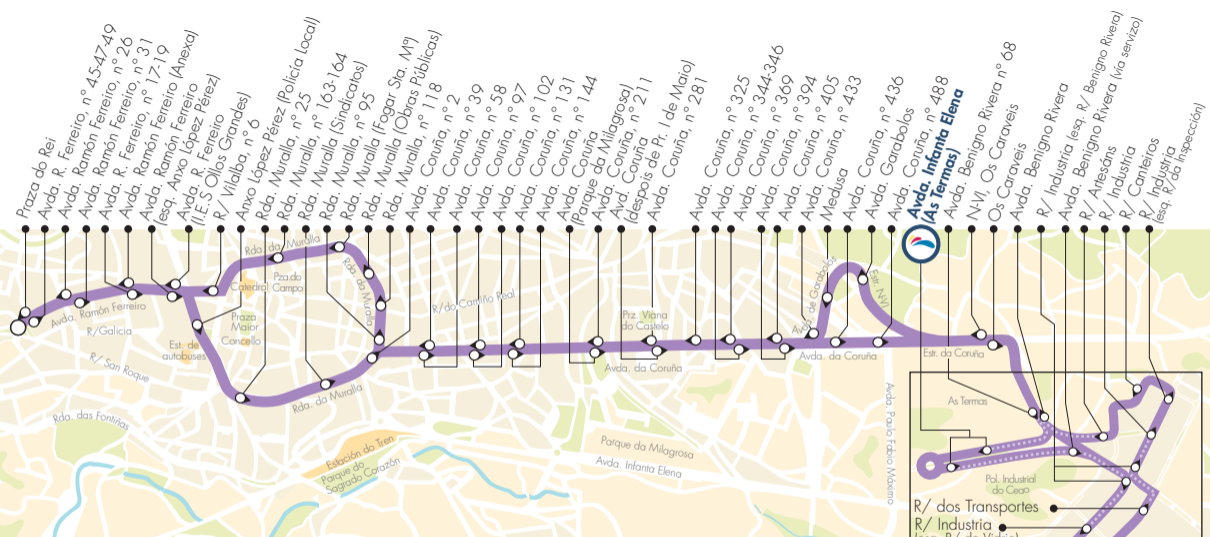 Praza do Rei
Avda. R. Ferreiro, nº 45-47-49
Avda. Ramón Ferreiro, nº 26
Avda. Ramón Ferreiro, nº 31
Avda. R. Ferreiro, nº 17-19
Avda. Ramón Ferreiro (Anexa)
Avda. Ramón Ferreiro
(esq. Anxo López Pérez)
Avda. R. Ferreiro
(I.E.S Ollos Grandes)
R/ Vilalba, nº 6
Anxo López Pérez (Policía Local)
Rda. Muralla, nº 25
Rda. Muralla, nº 163-164
Rda. Muralla (Sindicatos)
Rda. Muralla, nº 95
Rda. Muralla (Fogar Sta. Mª)
Rda. Muralla (Obras Públicas)
Rda. Muralla, nº 118
Avda. Coruña, nº 2
Avda. Coruña, nº 39
Avda. Coruña, nº 58
Avda. Coruña, nº 97
Avda. Coruña, nº 102
Avda. Coruña, nº 131
Avda. Coruña, nº 144
Avda. Coruña
(Parque da Milagrosa)
Avda. Coruña, nº 211
Avd. Coruña
(despois de Pr. 1 de Maio)
Avda. Coruña, nº 281
Avda. Coruña, nº 325
Avda. Coruña, nº 344-346
Avda. Coruña, nº 369
Avda. Coruña, nº 394
Avda. Coruña, nº 405
Avda. Coruña, nº 433
Medusa
Avda. Coruña, nº 436
Avda. Garabolos
Avda. Coruña, nº 488
Avda. Infanta Elena
(As Termas)
Avda. Benigno Rivera nº 68
N-VI, Os Caraveis
Os Caraveis
Avda. Benigno Rivera
R/ Industria (esq. R/ Benigno Rivera)
Avda. Benigno Rivera (vía servizo)
R/ Artesáns
R/ Industria
R/ Canteiros
R/ Industria
(esq. R/da Inspección)
Rda. da Muralla
Catedral
Pza.do
Campo
Rda. da Muralla
Praza
Maior
Concello
Avda. Ramón Ferreiro
R/Galicia
Est. de
autobuses
R/ San Roque
Rda. das Fontiñas
Rda. da Muralla
R/do Camiño Real
Estación do Tren
Parque do
Sagrado Corazón
Prz. Viana
do Castelo
Avda. da Coruña
Parque da Milagrosa
Avda. Infanta Elena
Avda. de Garabolos
Estr. N-VI
Avda. da Coruña
Estr. da Coruña
Avda. Paulo Fabio Máximo
As Termas
Pol. Industrial
do Ceao
R/ dos Transportes
R/ Industria
(esq. R/ do Vidrio)